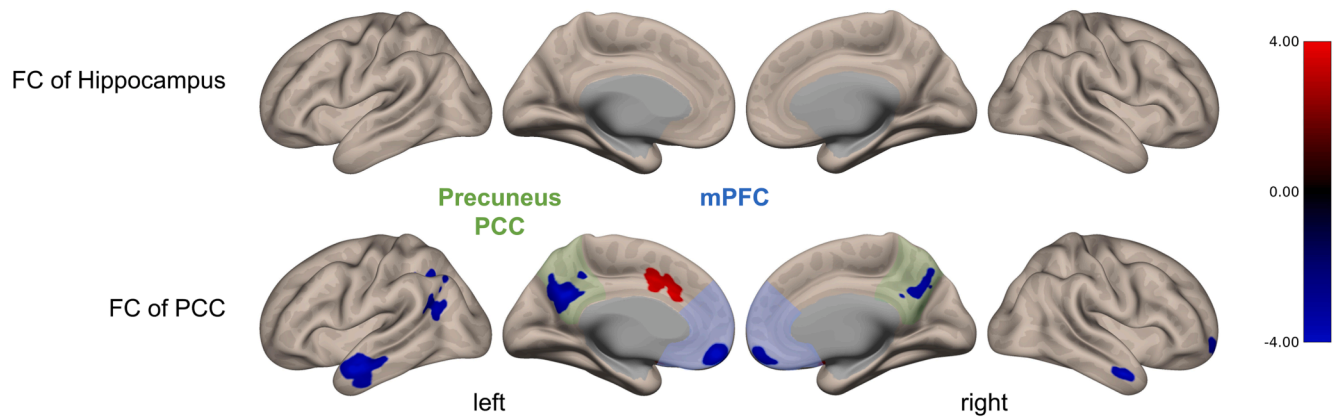 FC of Hippocampus
4.00
0.00
-4.00
Precuneus
PCC
mPFC
FC of PCC
left
right